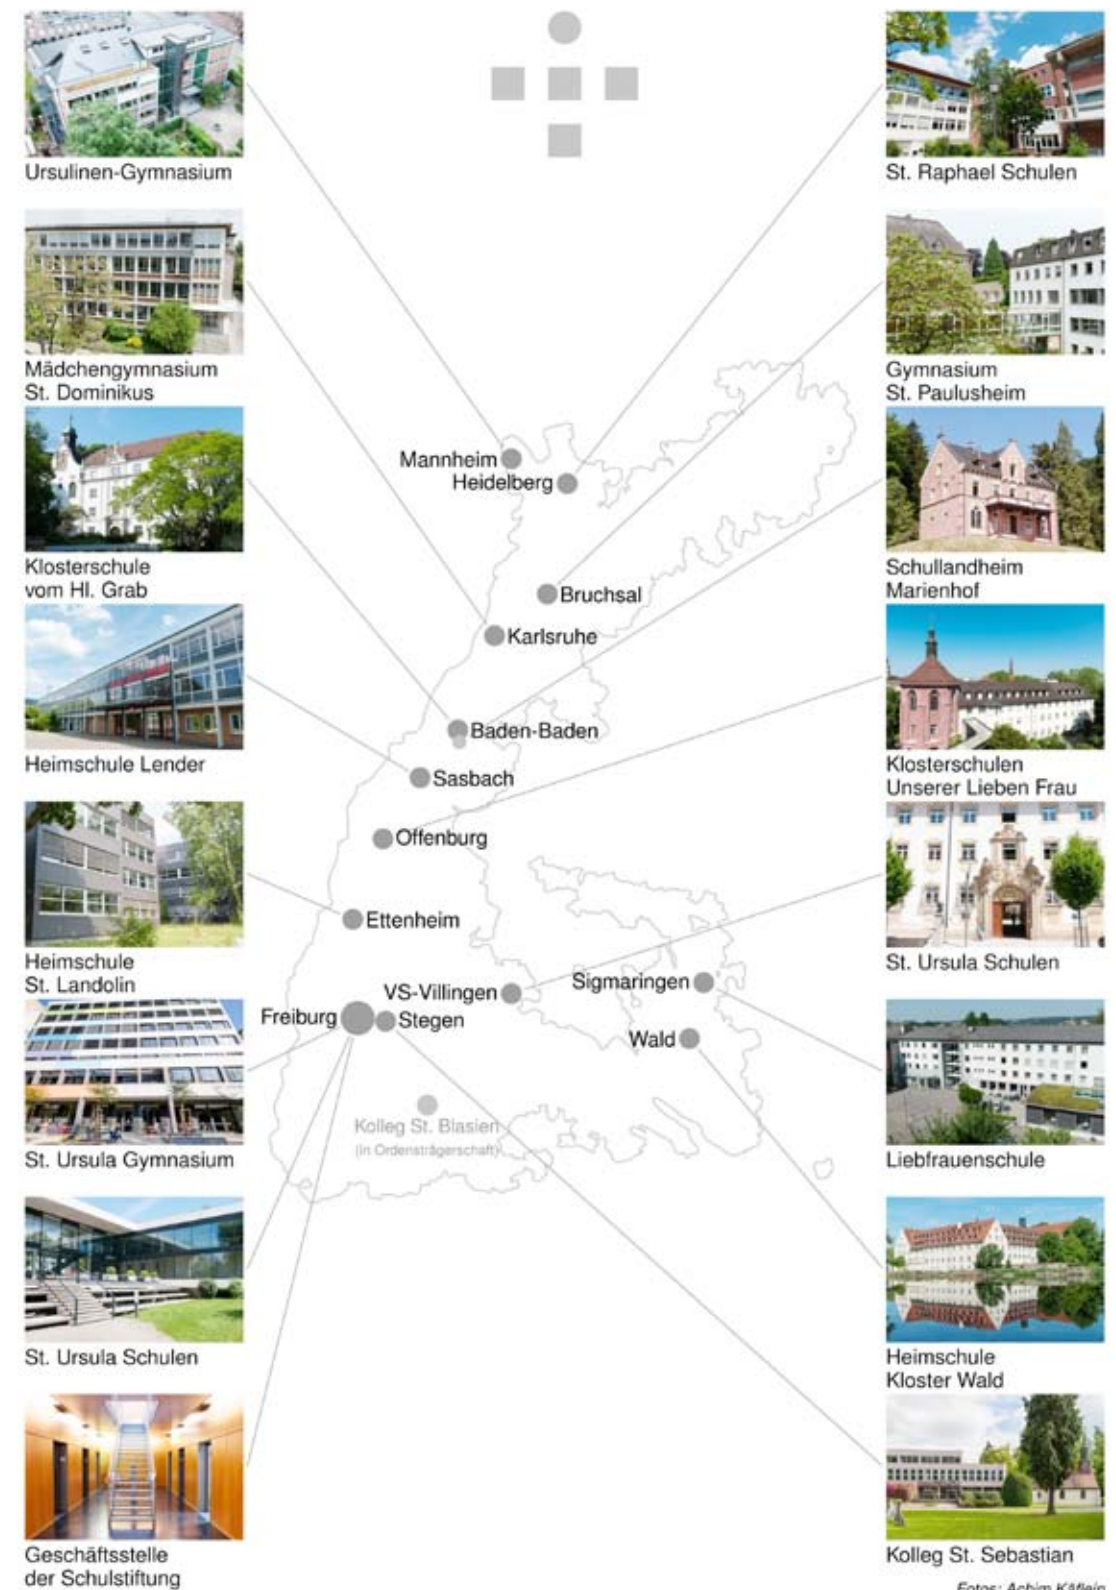 Ursulinen-Gymnasium
Mädchengymnasium
St. Dominikus
Klosterschule
vom Hl. Grab
Heimschule Lender
Heimschule
St. Landolin
St. Ursula Gymnasium
St. Ursula Schulen
Geschäftsstelle
der Schulstiftung
Mannheim
Heidelberg
Bruchsal
Karlsruhe
Baden-Baden
Sasbach
Offenburg
Ettenheim
VS-Villingen
Sigmaringen
Freiburg
Stegen
Wald
Kolleg St. Blasien
(in Ordensträgerschaft)
St. Raphael Schulen
Gymnasium
St. Paulusheim
Schullandheim
Marienhof
Klosterschulen
Unserer Lieben Frau
St. Ursula Schulen
Liebfrauenschule
Heimschule
Kloster Wald
Kolleg St. Sebastian
Fotos: Achim Käflein